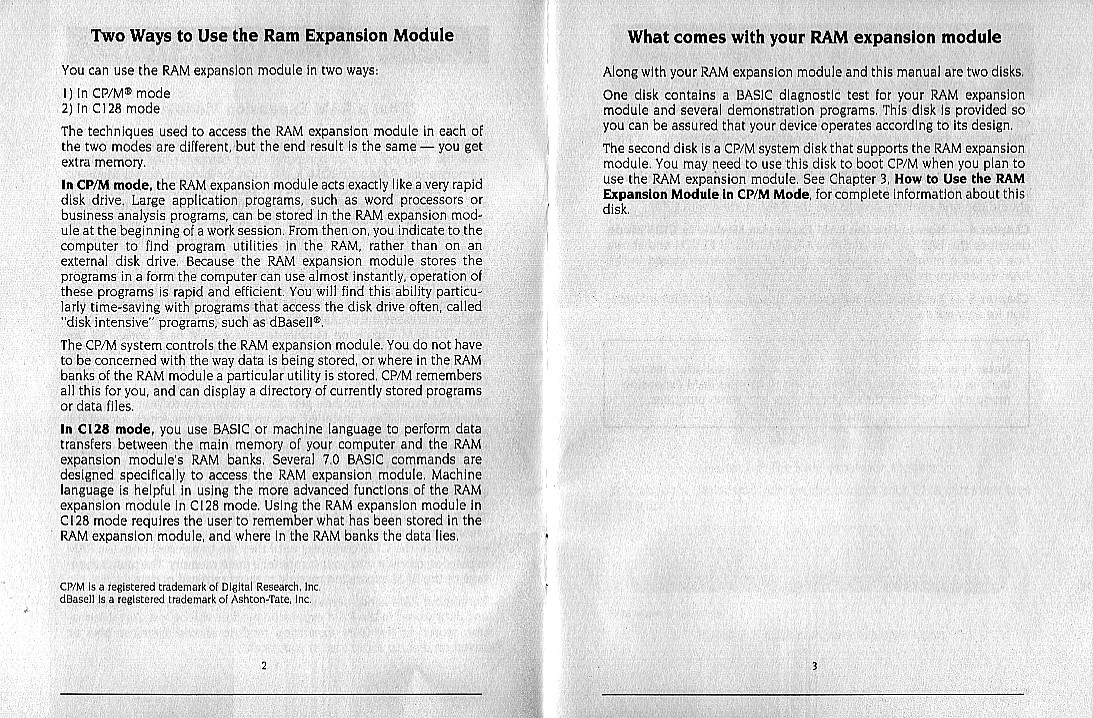 Two Ways to Use the Ram Expansion Module
You can use the RAM expansion module in two ways:
1) In CP/M® mode
2) In C128 mode
The techniques used to access the RAM expansion module in each of
the two modes are different, but the end result is the same — you get
extra memory.
In CP/M mode, the RAM expansion module acts exactly like a very rapid
disk drive. Large application programs, such as word processors or
business analysis programs, can be stored in the RAM expansion mod-
ule at the beginning of a work session. From then on, you indicate to the
computer to find program utilities in the RAM, rather than on an
external disk drive. Because the RAM expansion module stores the
programs in a form the computer can use almost instantly, operation of
these programs is rapid and efficient. You will find this ability particu-
larly time-saving with programs that access the disk drive often, called
"disk intensive" programs, such as dBaseII®.
The CP/M system controls the RAM expansion module. You do not have
to be concerned with the way data is being stored, or where in the RAM
banks of the RAM module a particular utility is stored. CP/M remembers
all this for you, and can display a directory of currently stored programs
or data files.
In C128 mode, you use BASIC or machine language to perform data
transfers between the main memory of your computer and the RAM
expansion module's RAM banks. Several 7.0 BASIC commands are
designed specifically to access the RAM expansion module. Machine
language is helpful in using the more advanced functions of the RAM
expansion module in C128 mode. Using the RAM expansion module in
C128 mode requires the user to remember what has been stored in the
RAM expansion module, and where in the RAM banks the data lies.
CP/M is a registered trademark of Digital Research, Inc.
dBaseII is a registered trademark of Ashton-Tate, Inc.
2
What comes with your RAM expansion module
Along with your RAM expansion module and this manual are two disks.
One disk contains a BASIC diagnostic test for your RAM expansion
module and several demonstration programs. This disk is provided so
you can be assured that your device operates according to its design.
The second disk is a CP/M system disk that supports the RAM expansion
module. You may need to use this disk to boot CP/M when you plan to
use the RAM expansion module. See Chapter 3, How to Use the RAM
Expansion Module in CP/M Mode, for complete information about this
disk.
3